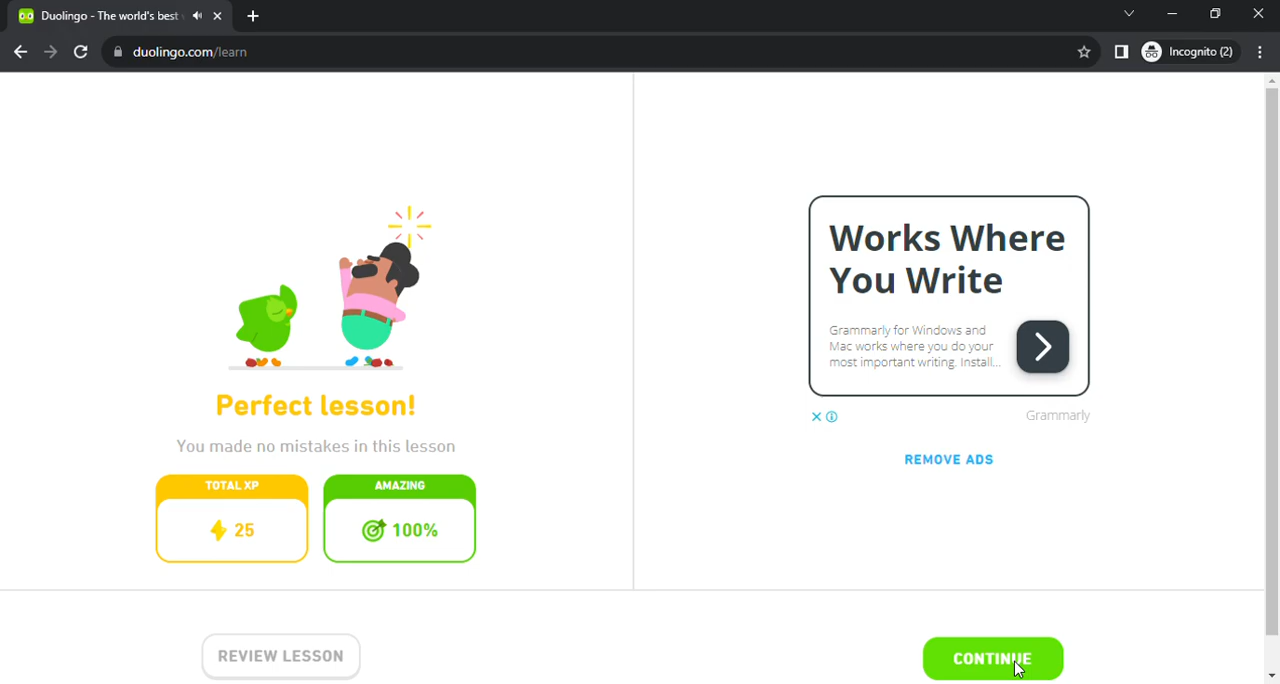 Duolingo - The world's best
duolingo.com/learn
Incognito (2)
Perfect lesson!
You made no mistakes in this lesson
TOTAL XP
25
AMAZING
100%
Works Where
You Write
Grammarly for Windows and
Mac works where you do your
most important writing. Install...
Grammarly
REMOVE ADS
REVIEW LESSON
CONTINUE